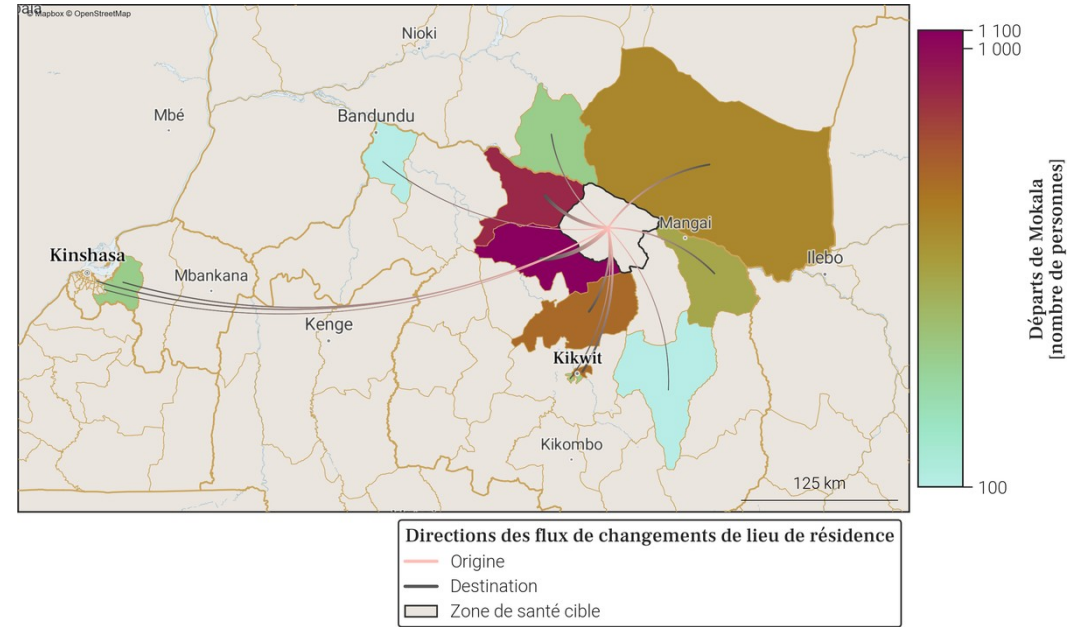 © Mapbox © OpenStreetMap
Nioki
Mbé
Bandundu
Mangai
Kinshasa
Ilebo
Mbankana
Kenge
Kikwit
Kikombo
125 km
1 100
1 000
100
Départs de Mokala
[nombre de personnes]
Directions des flux de changements de lieu de résidence
Origine
Destination
Zone de santé cible